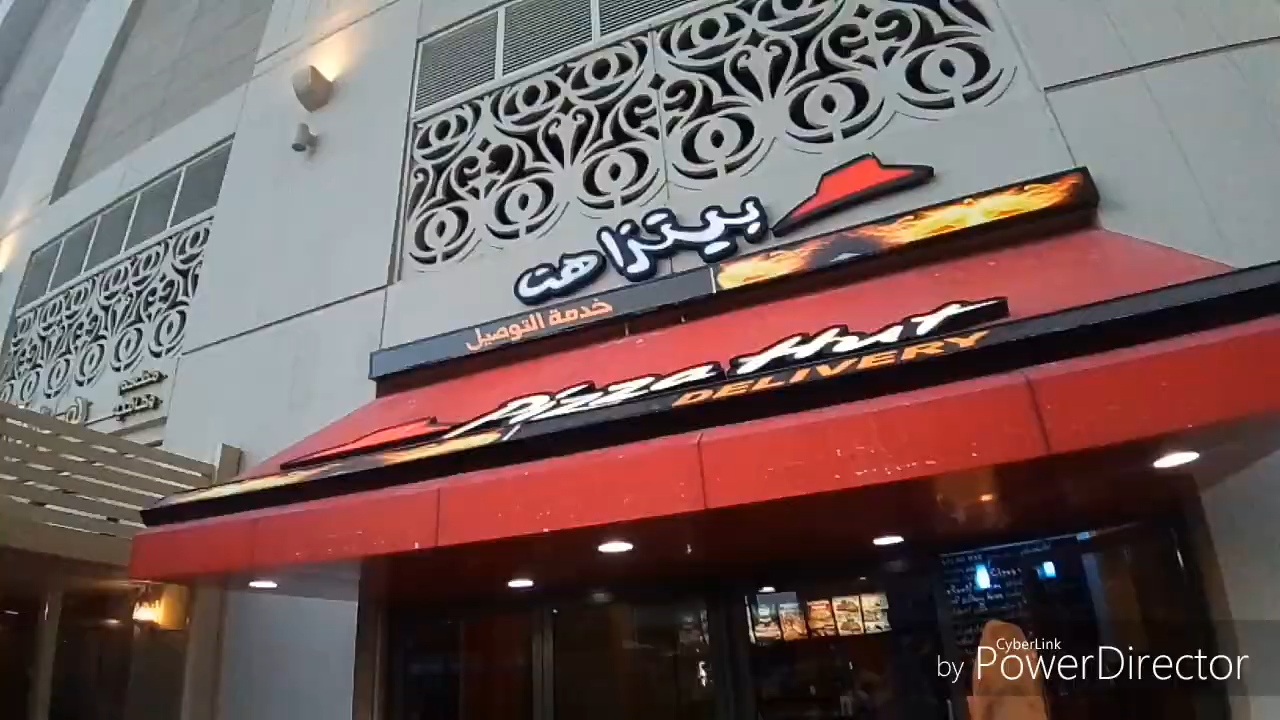 بيتزا هت
خدمة التوصيل
Pizza Hut
DELIVERY
by CyberLink
PowerDirector